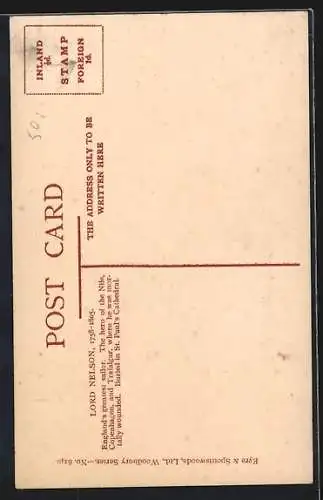 POST CARD
INLAND
½d.
STAMP
FOREIGN
1d.
THE ADDRESS ONLY TO BE
WRITTEN HERE
LORD NELSON, 1758-1805.
England's greatest sailor. The hero of the Nile,
Copenhagen, and Trafalgar, where he was mor-
tally wounded. Buried in St. Paul's Cathedral.
Eyre & Spottiswoode, Ltd., Woodbury Series.—No.